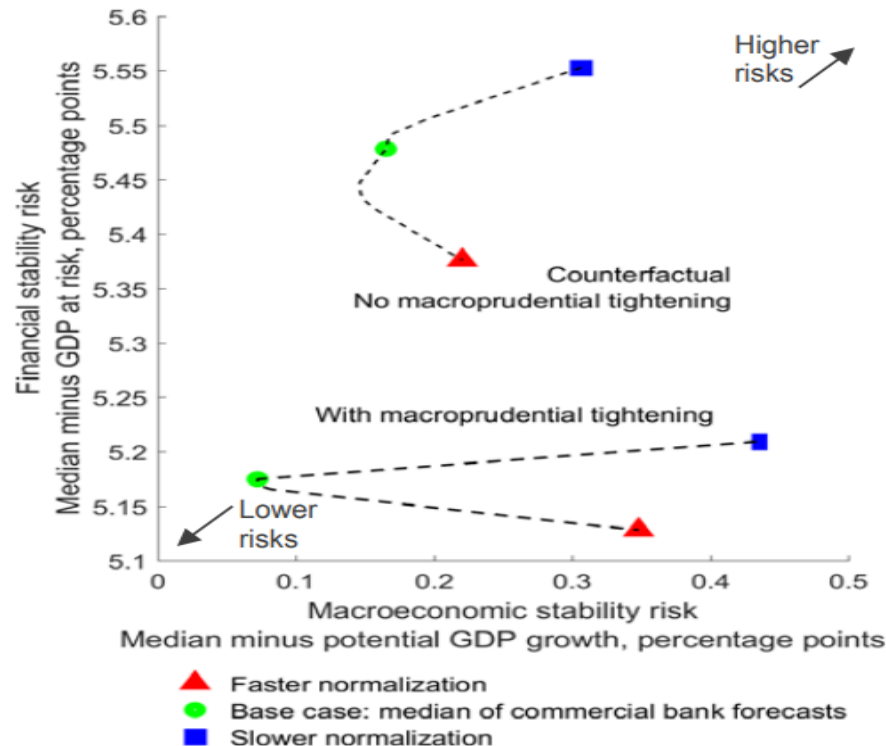 Financial stability risk
Median minus GDP at risk, percentage points
5.6
5.55
5.5
5.45
5.4
5.35
5.3
5.25
5.2
5.15
5.1
Higher
risks
Counterfactual
No macroprudential tightening
With macroprudential tightening
Lower
risks
0 0.1 0.2 0.3 0.4 0.5
Macroeconomic stability risk
Median minus potential GDP growth, percentage points
Faster normalization
Base case: median of commercial bank forecasts
Slower normalization